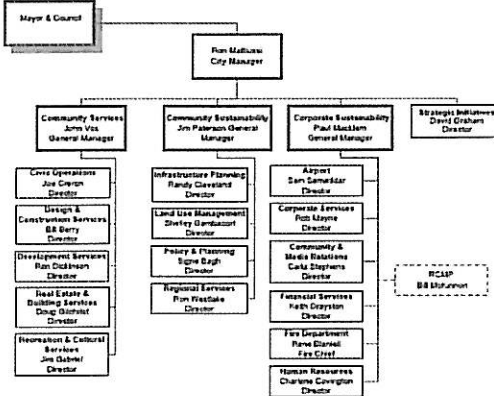 Mayor & Council
Ron Mattiussi
City Manager
Community Services
John Vos
General Manager
Community Sustainability
Jim Paterson General
Manager
Corporate Sustainability
Paul Macklem
General Manager
Strategic Initiatives
David Graham
Director
Civic Operations
Joe Creron
Director
Design &
Construction Services
Bill Berry
Director
Development Services
Ron Dickinson
Director
Real Estate &
Building Services
Doug Gilchrist
Director
Recreation & Cultural
Services
Jim Gabriel
Director
Infrastructure Planning
Randy Cleveland
Director
Land Use Management
Shelley Gambacort
Director
Policy & Planning
Signe Bagh
Director
Regional Services
Ron Westlake
Director
Airport
Sam Samaddar
Director
Corporate Services
Rob Mayne
Director
Community &
Media Relations
Carla Stephens
Director
Financial Services
Keith Grayston
Director
Fire Department
Rene Blanleil
Fire Chief
Human Resources
Charlene Covington
Director
RCMP
Bill McKinnon